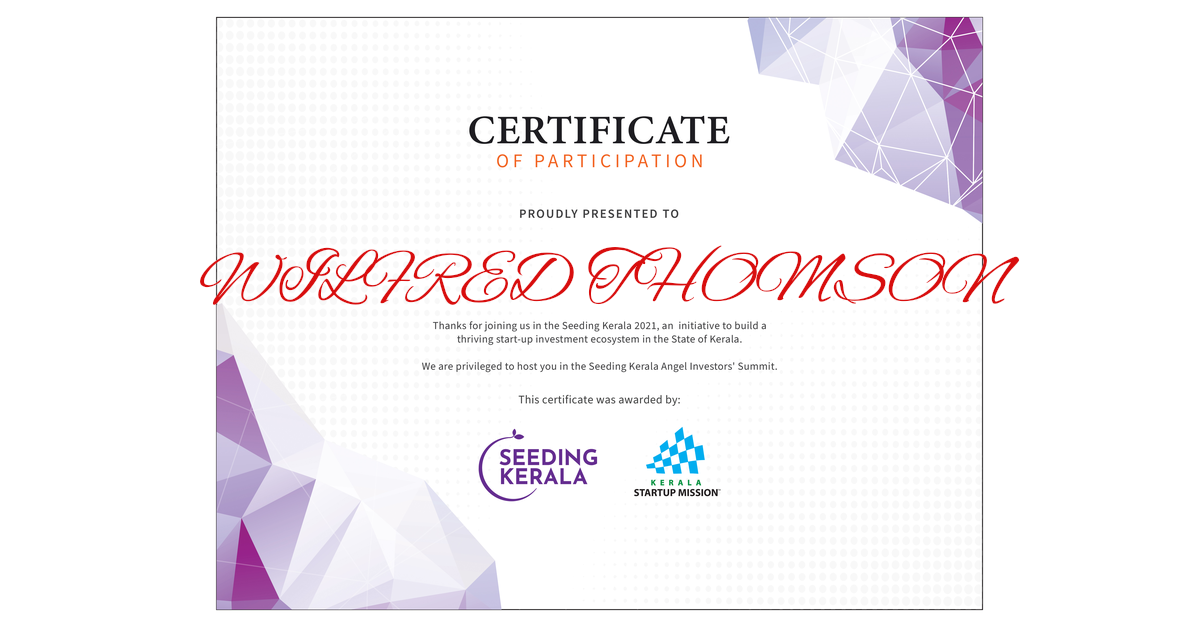 CERTIFICATE
OF PARTICIPATION
PROUDLY PRESENTED TO
WILFRED THOMSON
Thanks for joining us in the Seeding Kerala 2021, an initiative to build a
thriving start-up investment ecosystem in the State of Kerala.
We are privileged to host you in the Seeding Kerala Angel Investors' Summit.
This certificate was awarded by:
SEEDING
KERALA
KERALA
STARTUP MISSION